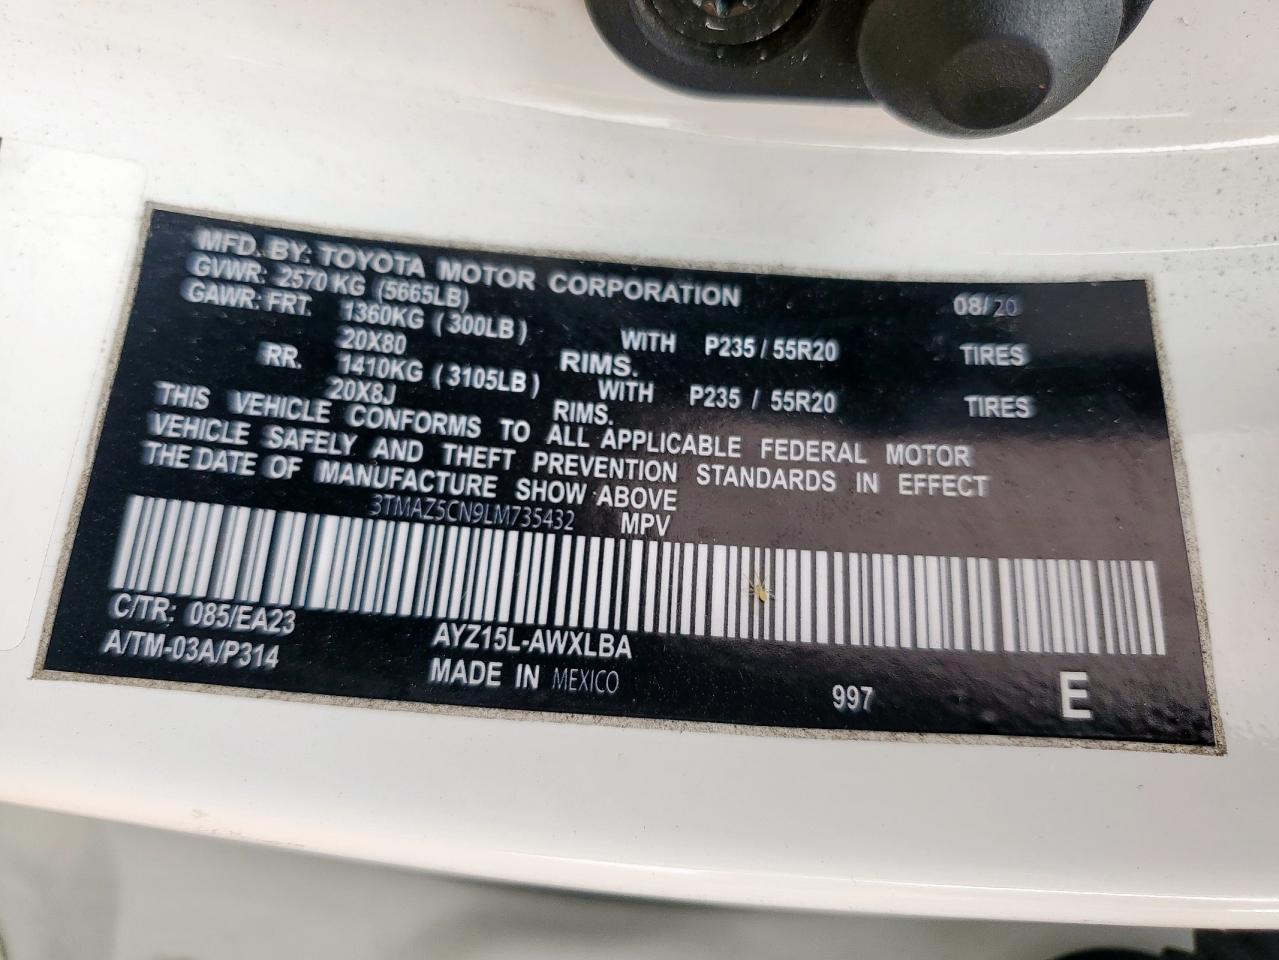 MFD. BY: TOYOTA MOTOR CORPORATION 08/20
GVWR: 2570 KG (5665LB)
GAWR: FRT. 1360KG ( 300LB ) WITH P235 / 55R20 TIRES
20X80 RIMS.
RR. 1410KG ( 3105LB ) WITH P235 / 55R20 TIRES
20X8J RIMS.
THIS VEHICLE CONFORMS TO ALL APPLICABLE FEDERAL MOTOR
VEHICLE SAFELY AND THEFT PREVENTION STANDARDS IN EFFECT
THE DATE OF MANUFACTURE SHOW ABOVE
3TMAZ5CN9LM735432 MPV
C/TR: 085/EA23 AYZ15L-AWXLBA
A/TM-03A/P314 MADE IN MEXICO 997 E